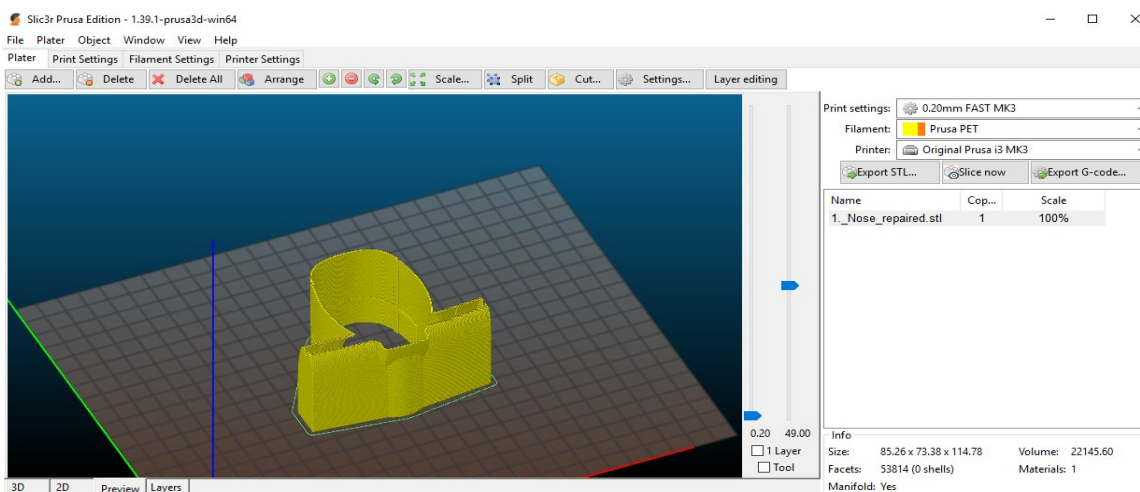 Slic3r Prusa Edition - 1.39.1-prusa3d-win64
File Plater Object Window View Help
Plater Print Settings Filament Settings Printer Settings
Add... Delete Delete All Arrange Scale... Split Cut... Settings... Layer editing
Print settings: 0.20mm FAST MK3
Filament: Prusa PET
Printer: Original Prusa i3 MK3
Export STL... Slice now Export G-code...
Name Cop... Scale
1._Nose_repaired.stl 1 100%
0.20 49.00
1 Layer
Tool
Info
Size: 85.26 x 73.38 x 114.78 Volume: 22145.60
Facets: 53814 (0 shells) Materials: 1
Manifold: Yes
3D 2D Preview Layers